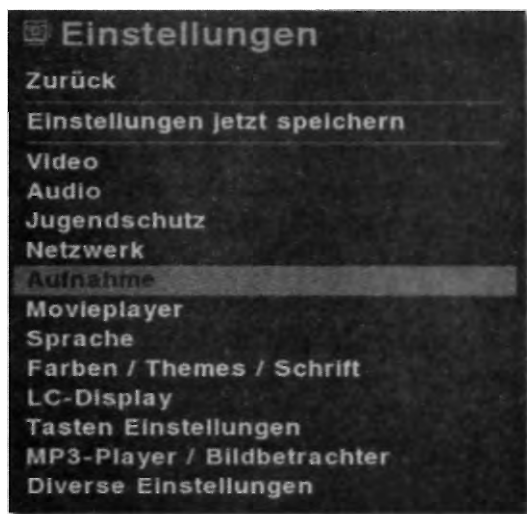 Einstellungen
Zurück
Einstellungen jetzt speichern
Video
Audio
Jugendschutz
Netzwerk
Aufnahme
Movieplayer
Sprache
Farben / Themes / Schrift
LC-Display
Tasten Einstellungen
MP3-Player / Bildbetrachter
Diverse Einstellungen